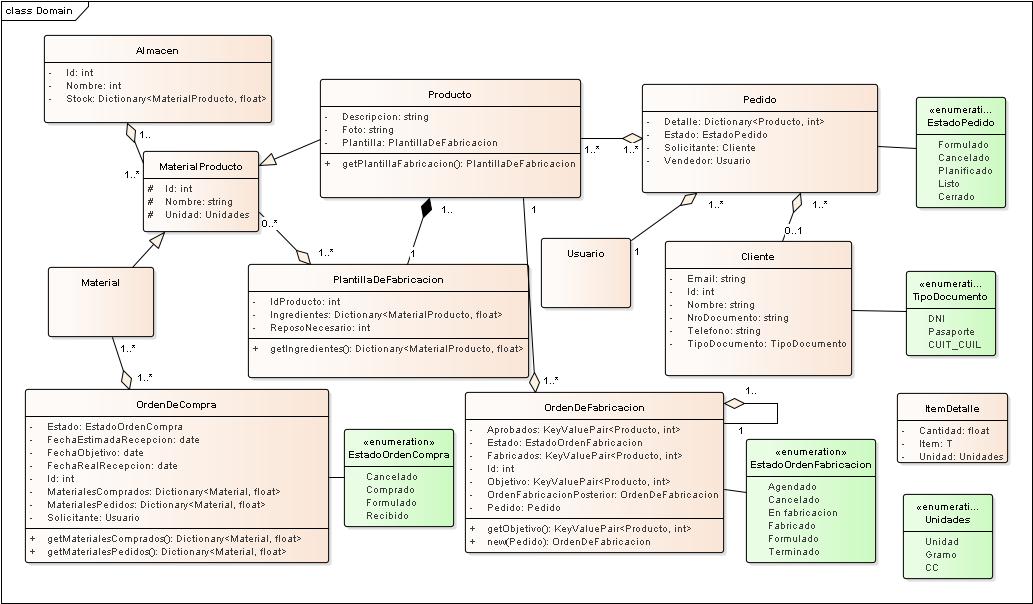 class Domain
Almacen
- Id: int
- Nombre: int
- Stock: Dictionary<MaterialProducto, float>
1..
1..*
MaterialProducto
# Id: int
# Nombre: string
# Unidad: Unidades
0..*
1..*
Producto
- Descripcion: string
- Foto: string
- Plantilla: PlantillaDeFabricacion
+ getPlantillaFabricacion(): PlantillaDeFabricacion
1..*
1..*
1..
1
1
Pedido
- Detalle: Dictionary<Producto, int>
- Estado: EstadoPedido
- Solicitante: Cliente
- Vendedor: Usuario
1..*
1..*
1
0..1
«enumerati...
EstadoPedido
Formulado
Cancelado
Planificado
Listo
Cerrado
Material
1..*
1..*
PlantillaDeFabricacion
- IdProducto: int
- Ingredientes: Dictionary<MaterialProducto, float>
- ReposoNecesario: int
+ getIngredientes(): Dictionary<MaterialProducto, float>
Usuario
Cliente
- Email: string
- Id: int
- Nombre: string
- NroDocumento: string
- Telefono: string
- TipoDocumento: TipoDocumento
«enumerati...
TipoDocumento
DNI
Pasaporte
CUIT_CUIL
OrdenDeCompra
- Estado: EstadoOrdenCompra
- FechaEstimadaRecepcion: date
- FechaObjetivo: date
- FechaRealRecepcion: date
- Id: int
- MaterialesComprados: Dictionary<Material, float>
- MaterialesPedidos: Dictionary<Material, float>
- Solicitante: Usuario
+ getMaterialesComprados(): Dictionary<Material, float>
+ getMaterialesPedidos(): Dictionary<Material, float>
«enumeration»
EstadoOrdenCompra
Cancelado
Comprado
Formulado
Recibido
1..*
OrdenDeFabricacion
- Aprobados: KeyValuePair<Producto, int>
- Estado: EstadoOrdenFabricacion
- Fabricados: KeyValuePair<Producto, int>
- Id: int
- Objetivo: KeyValuePair<Producto, int>
- OrdenFabricacionPosterior: OrdenDeFabricacion
- Pedido: Pedido
+ getObjetivo(): KeyValuePair<Producto, int>
+ new(Pedido): OrdenDeFabricacion
1..
1
«enumeration»
EstadoOrdenFabricacion
Agendado
Cancelado
En fabricacion
Fabricado
Formulado
Terminado
ItemDetalle
- Cantidad: float
- Item: T
- Unidad: Unidades
«enumerati...
Unidades
Unidad
Gramo
CC